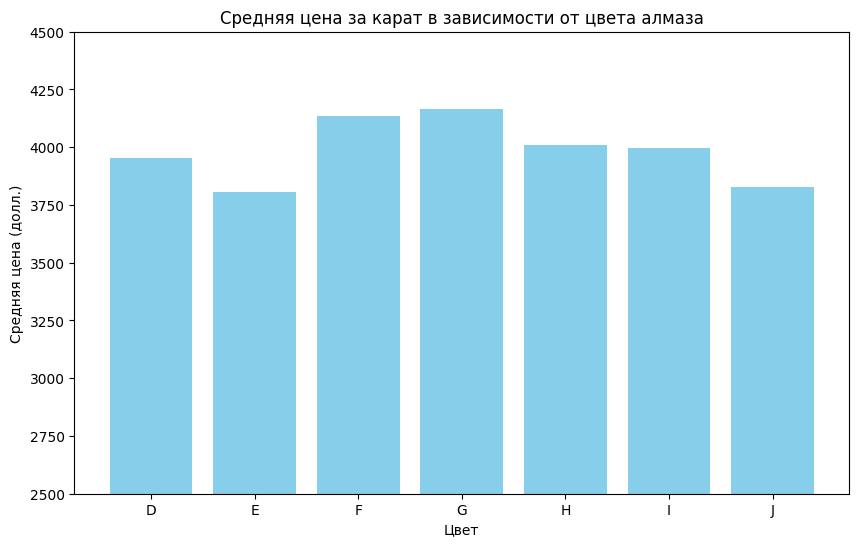 Средняя цена за карат в зависимости от цвета алмаза
Средняя цена (долл.)
4500
4250
4000
3750
3500
3250
3000
2750
2500
D E F G H I J
Цвет